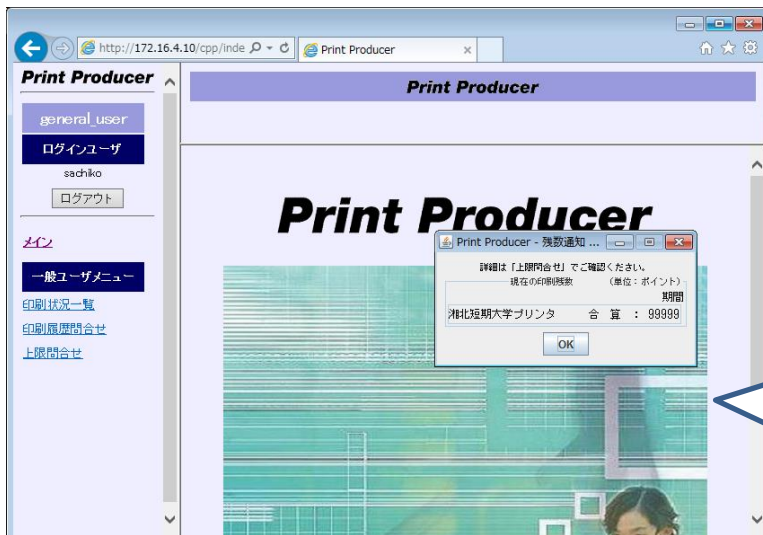 http://172.16.4.10/cpp/inde
Print Producer
Print Producer
Print Producer
general_user
ログインユーザ
sachiko
ログアウト
メイン
一般ユーザメニュー
印刷状況一覧
印刷履歴問合せ
上限問合せ
Print Producer
Print Producer - 残数通知 ...
詳細は「上限問合せ」でご確認ください。
現在の印刷残数 (単位：ポイント)
期間
湘北短期大学プリンタ 合 算 : 99999
OK